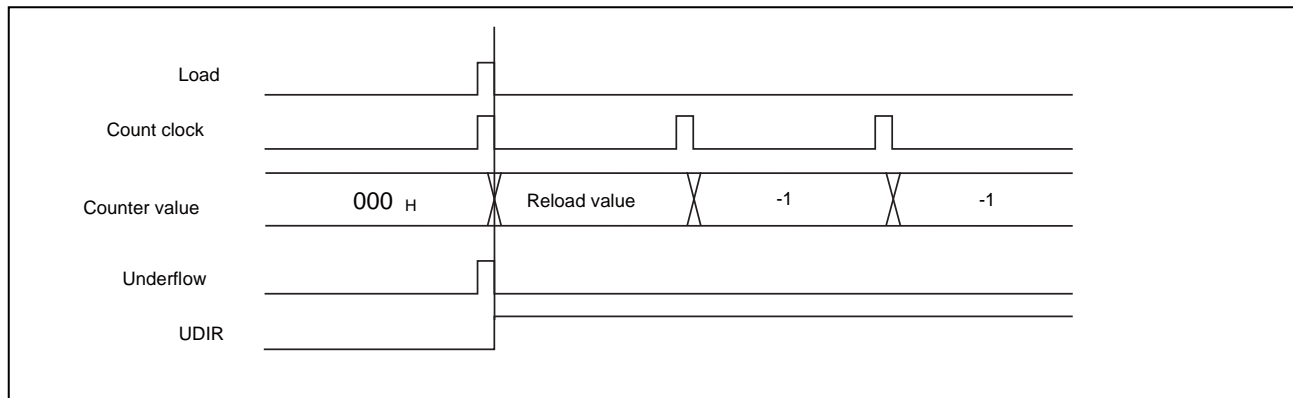 Load
Count clock
Counter value
000 H
Reload value
-1
-1
Underflow
UDIR